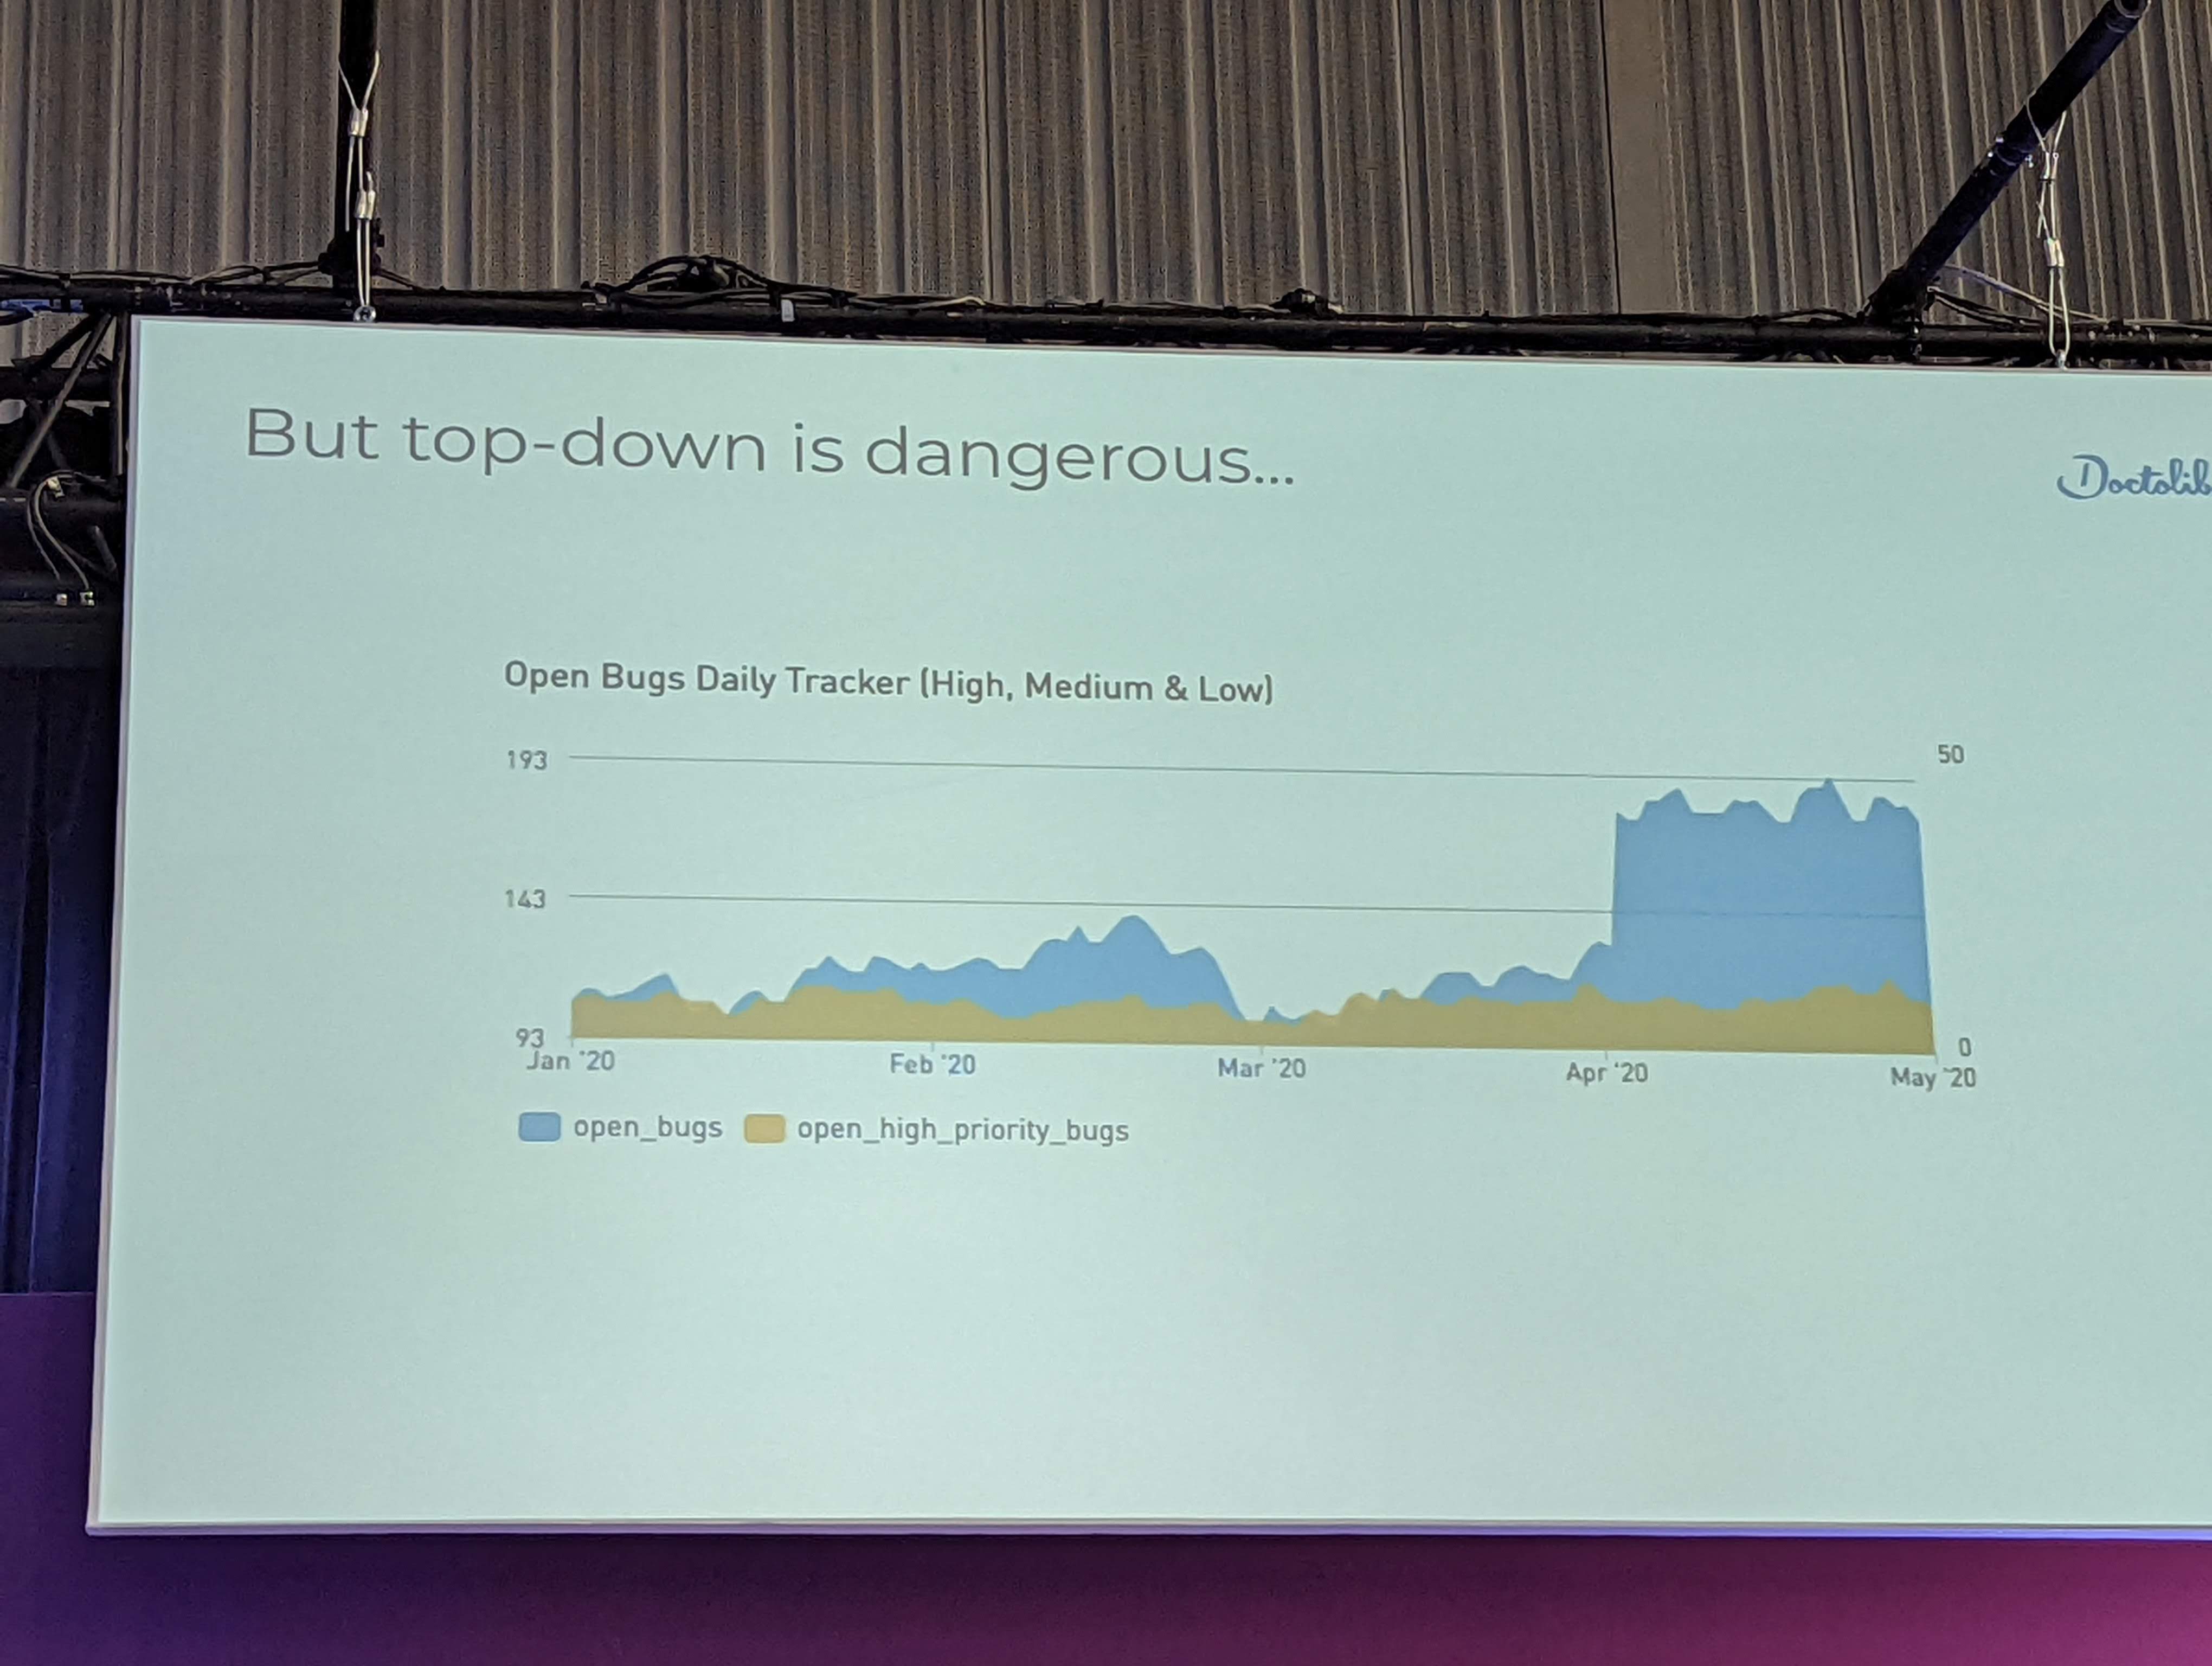 But top-down is dangerous...
Doctolib
Open Bugs Daily Tracker (High, Medium & Low)
193
50
143
93
0
Jan '20
Feb '20
Mar '20
Apr '20
May '20
open_bugs
open_high_priority_bugs